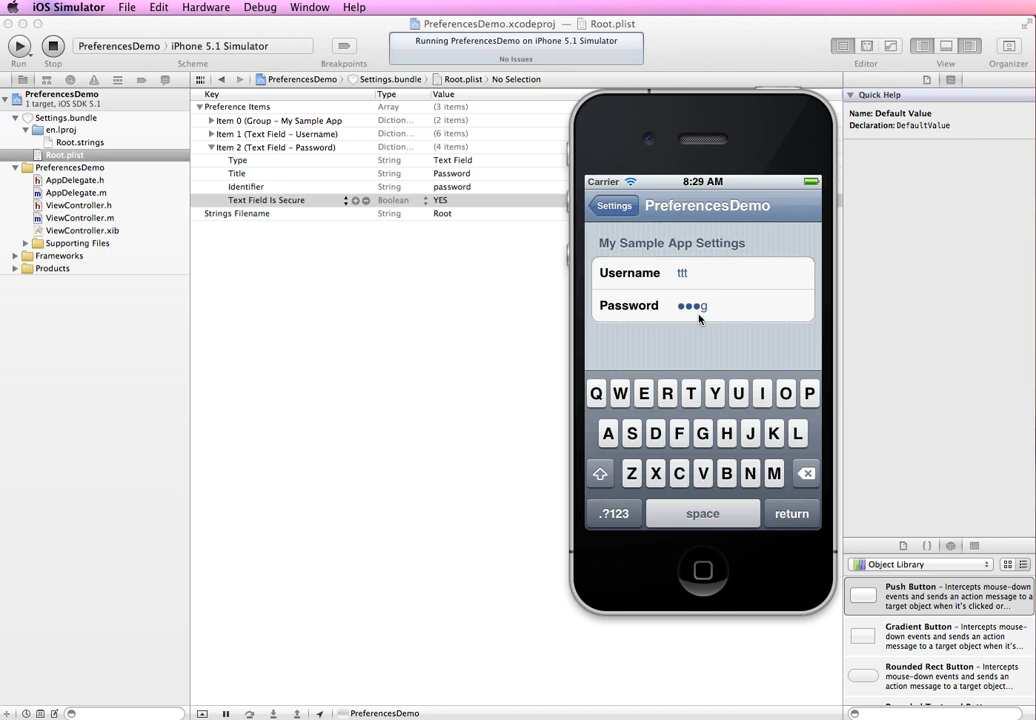 iOS Simulator File Edit Hardware Debug Window Help
PreferencesDemo.xcodeproj — Root.plist
PreferencesDemo iPhone 5.1 Simulator
Running PreferencesDemo on iPhone 5.1 Simulator
No Issues
Run Stop Scheme Breakpoints Editor View Organizer
PreferencesDemo Settings.bundle Root.plist No Selection
PreferencesDemo
1 target, iOS SDK 5.1
Settings.bundle
en.lproj
Root.strings
Root.plist
PreferencesDemo
AppDelegate.h
AppDelegate.m
ViewController.h
ViewController.m
ViewController.xib
Supporting Files
Frameworks
Products
Key Type Value
Preference Items Array (3 items)
Item 0 (Group – My Sample App Diction... (2 items)
Item 1 (Text Field – Username) Diction... (6 items)
Item 2 (Text Field – Password) Diction... (4 items)
Type String Text Field
Title String Password
Identifier String password
Text Field Is Secure Boolean YES
Strings Filename String Root
Carrier 8:29 AM
Settings PreferencesDemo
My Sample App Settings
Username ttt
Password •••g
Q W E R T Y U I O P
A S D F G H J K L
Z X C V B N M
.?123 space return
Quick Help
Name: Default Value
Declaration: DefaultValue
Object Library
Push Button – Intercepts mouse-down
events and sends an action message to a
target object when it's clicked or...
Gradient Button – Intercepts mouse-
down events and sends an action
message to a target object when it's...
Rounded Rect Button – Intercepts
mouse-down events and sends an
action message to a target object...
PreferencesDemo